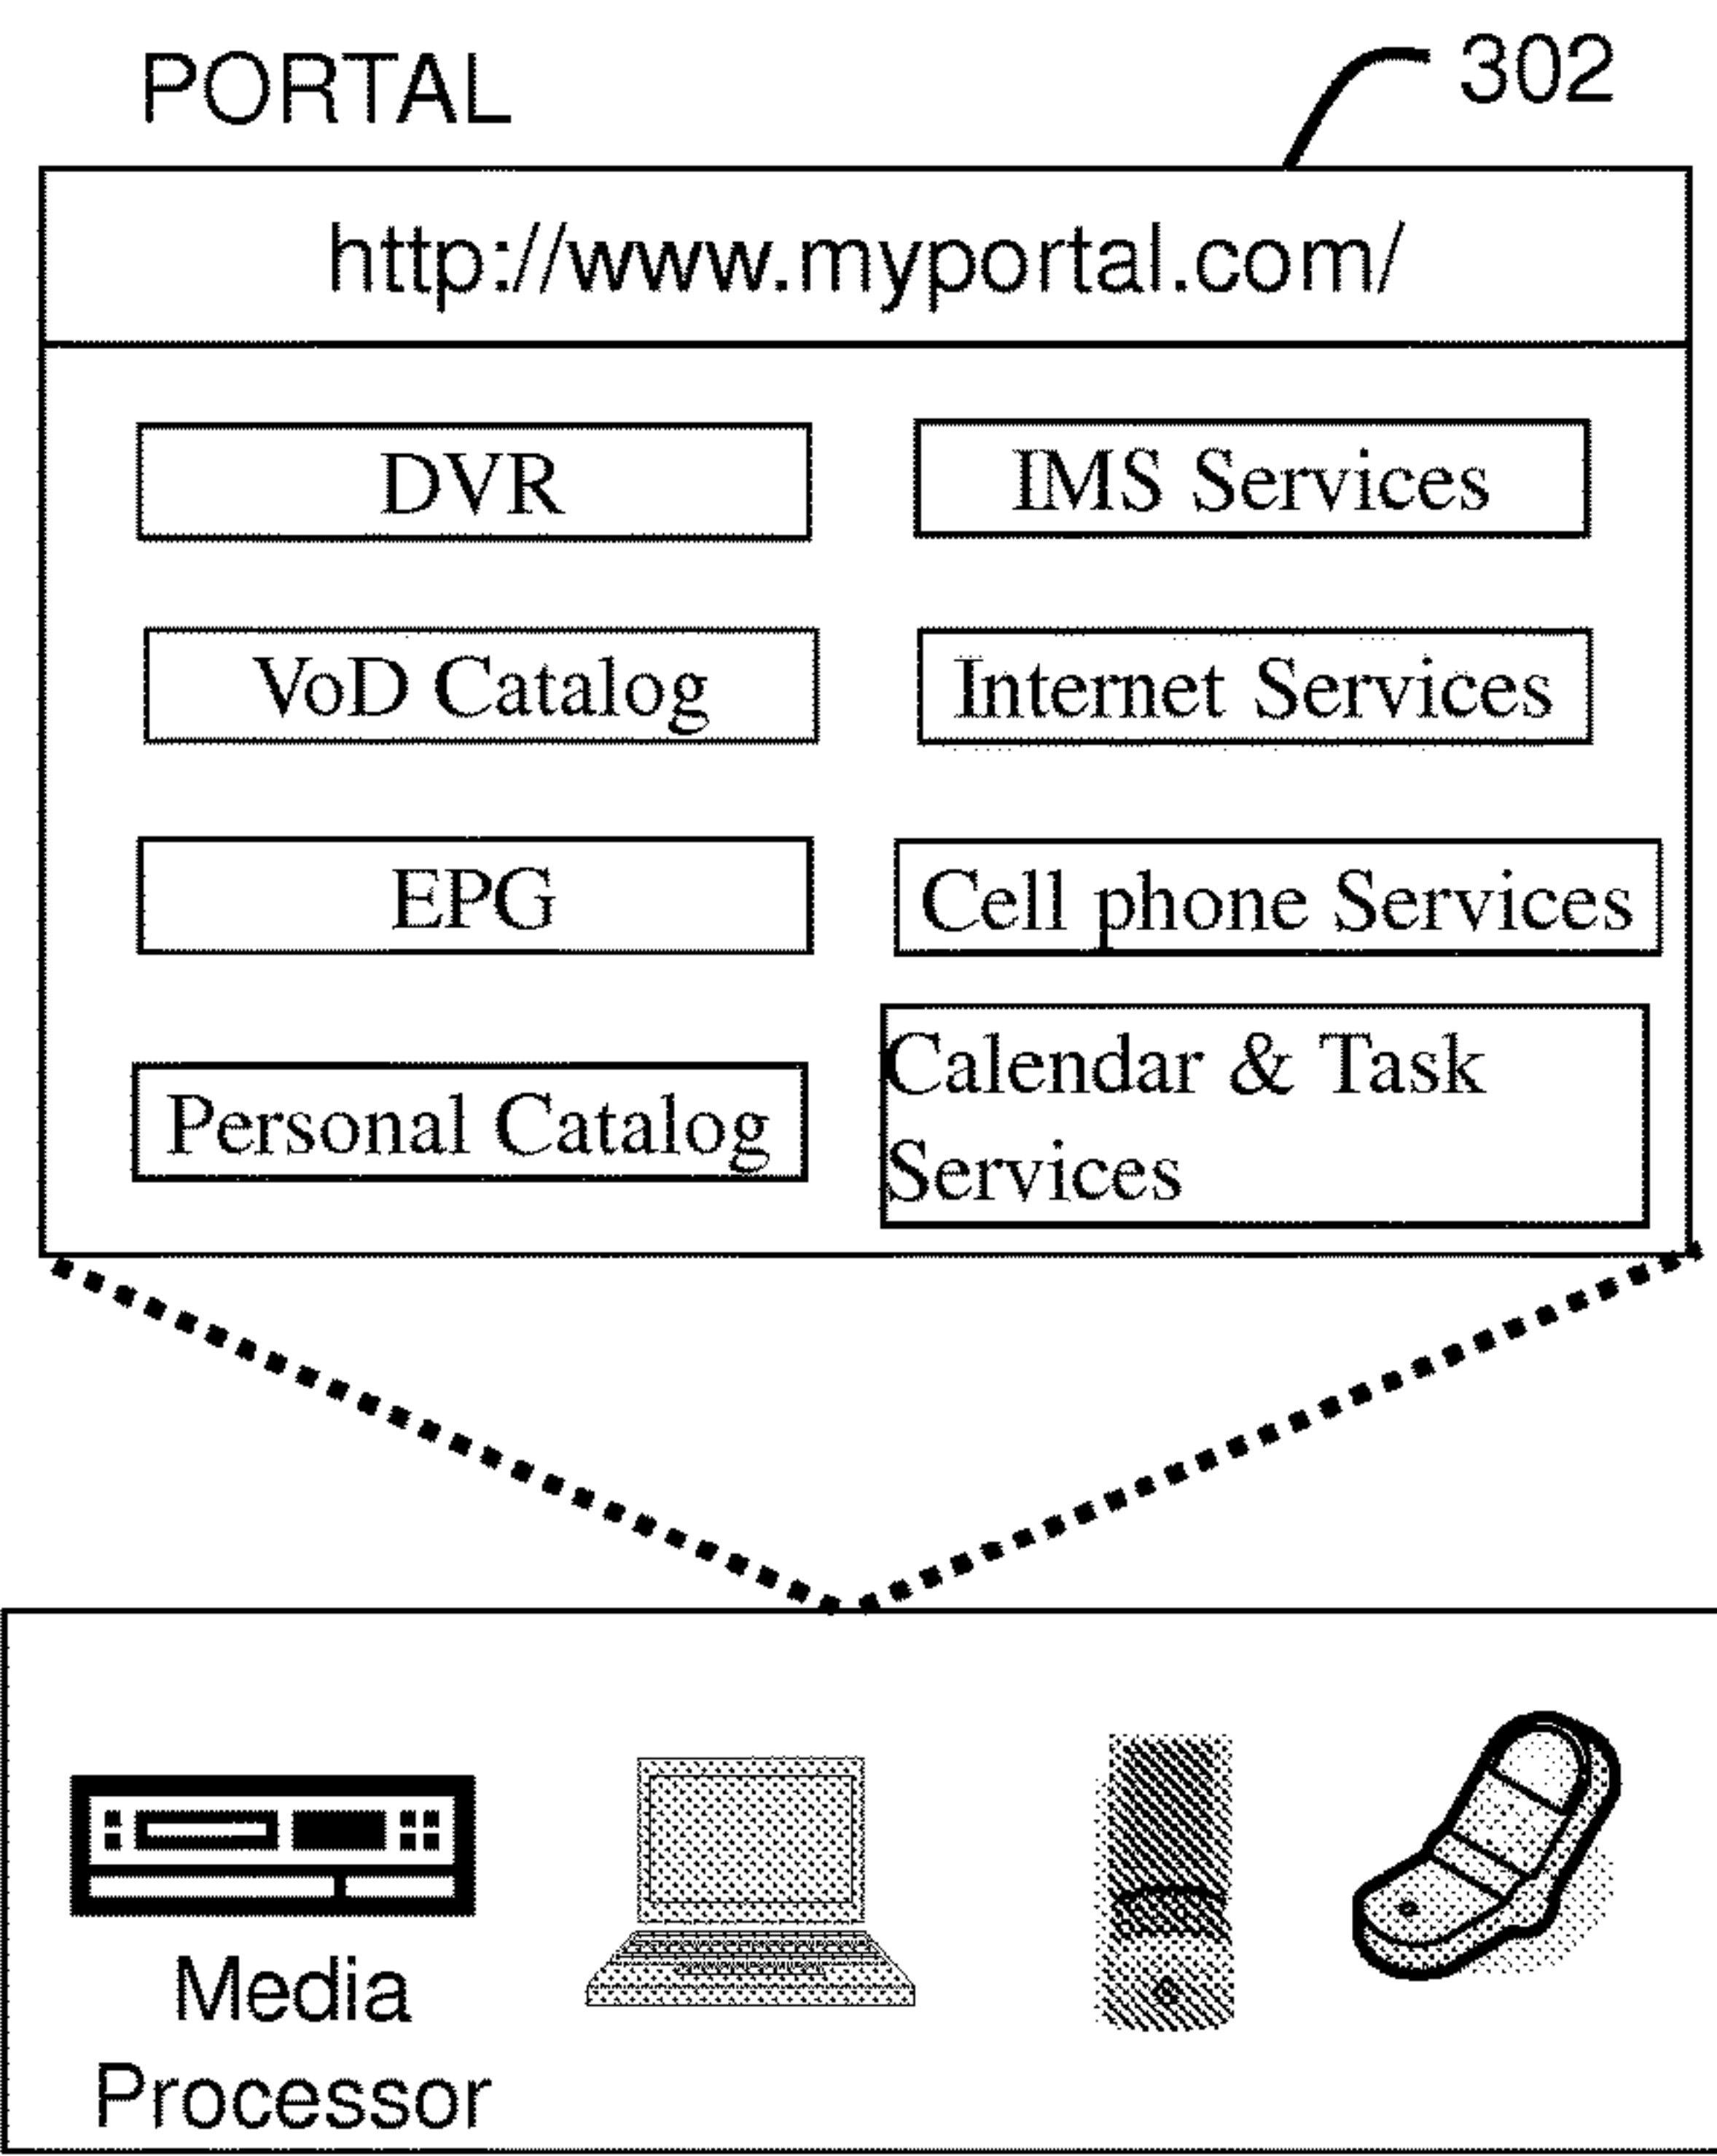 PORTAL
302
http://www.myportal.com/
DVR
IMS Services
VoD Catalog
Internet Services
EPG
Cell phone Services
Personal Catalog
Calendar & Task
Services
Media
Processor